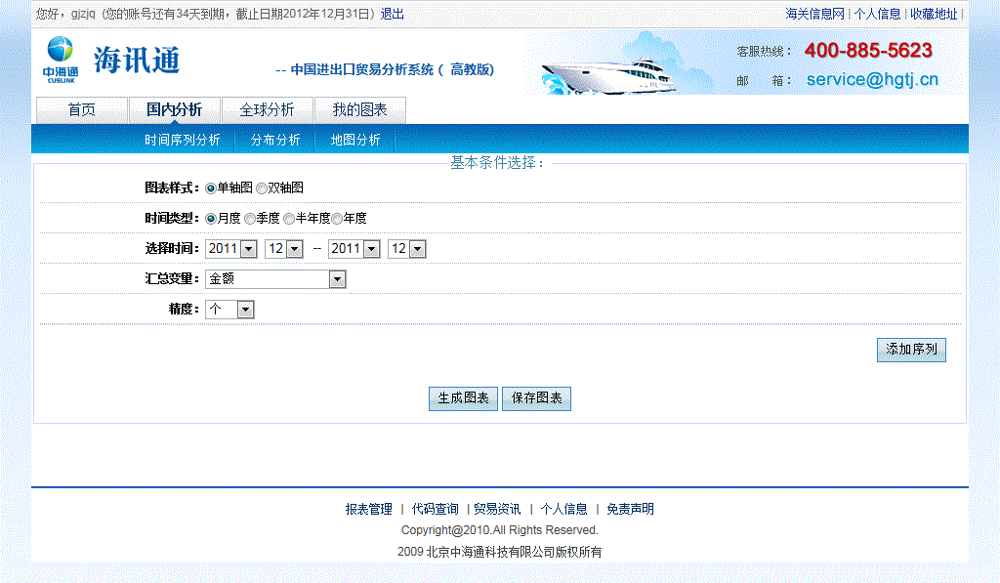 您好，gjzjq（您的账号还有34天到期，截止日期2012年12月31日）退出
海关信息网 | 个人信息 | 收藏地址 |
中海通
CUSLINK
海讯通
-- 中国进出口贸易分析系统（ 高教版）
客服热线： 400-885-5623
邮 箱： service@hgtj.cn
首页 国内分析 全球分析 我的图表
时间序列分析 分布分析 地图分析
基本条件选择：
图表样式： 单轴图 双轴图
时间类型： 月度 季度 半年度 年度
选择时间： 2011 12 -- 2011 12
汇总变量： 金额
精度： 个
添加序列
生成图表 保存图表
报表管理 | 代码查询 | 贸易资讯 | 个人信息 | 免责声明
Copyright@2010.All Rights Reserved.
2009 北京中海通科技有限公司版权所有